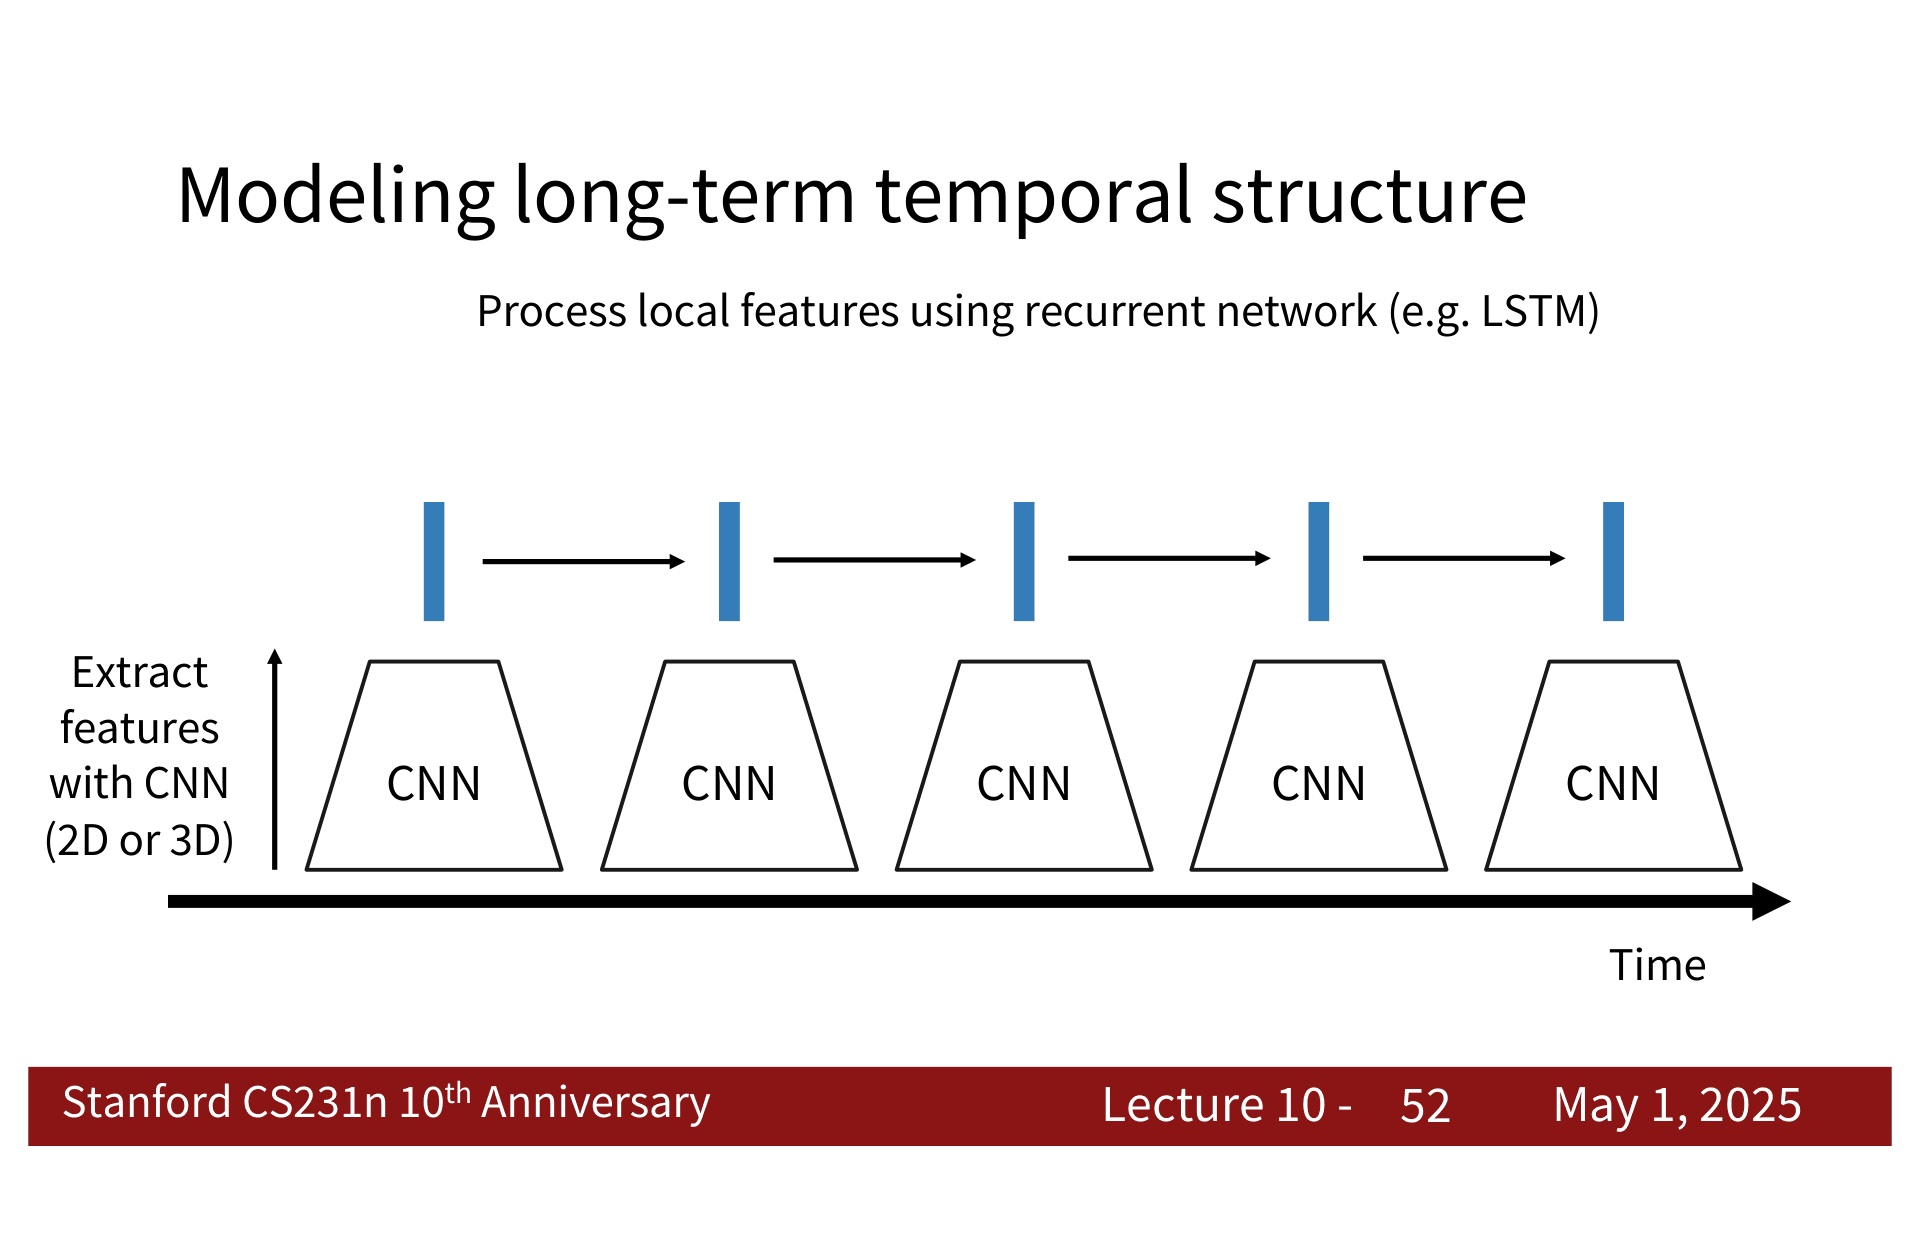 Modeling long-term temporal structure
Process local features using recurrent network (e.g. LSTM)
Extract
features
with CNN
(2D or 3D)
CNN CNN CNN CNN CNN
Time
Stanford CS231n 10th Anniversary Lecture 10 - 52 May 1, 2025